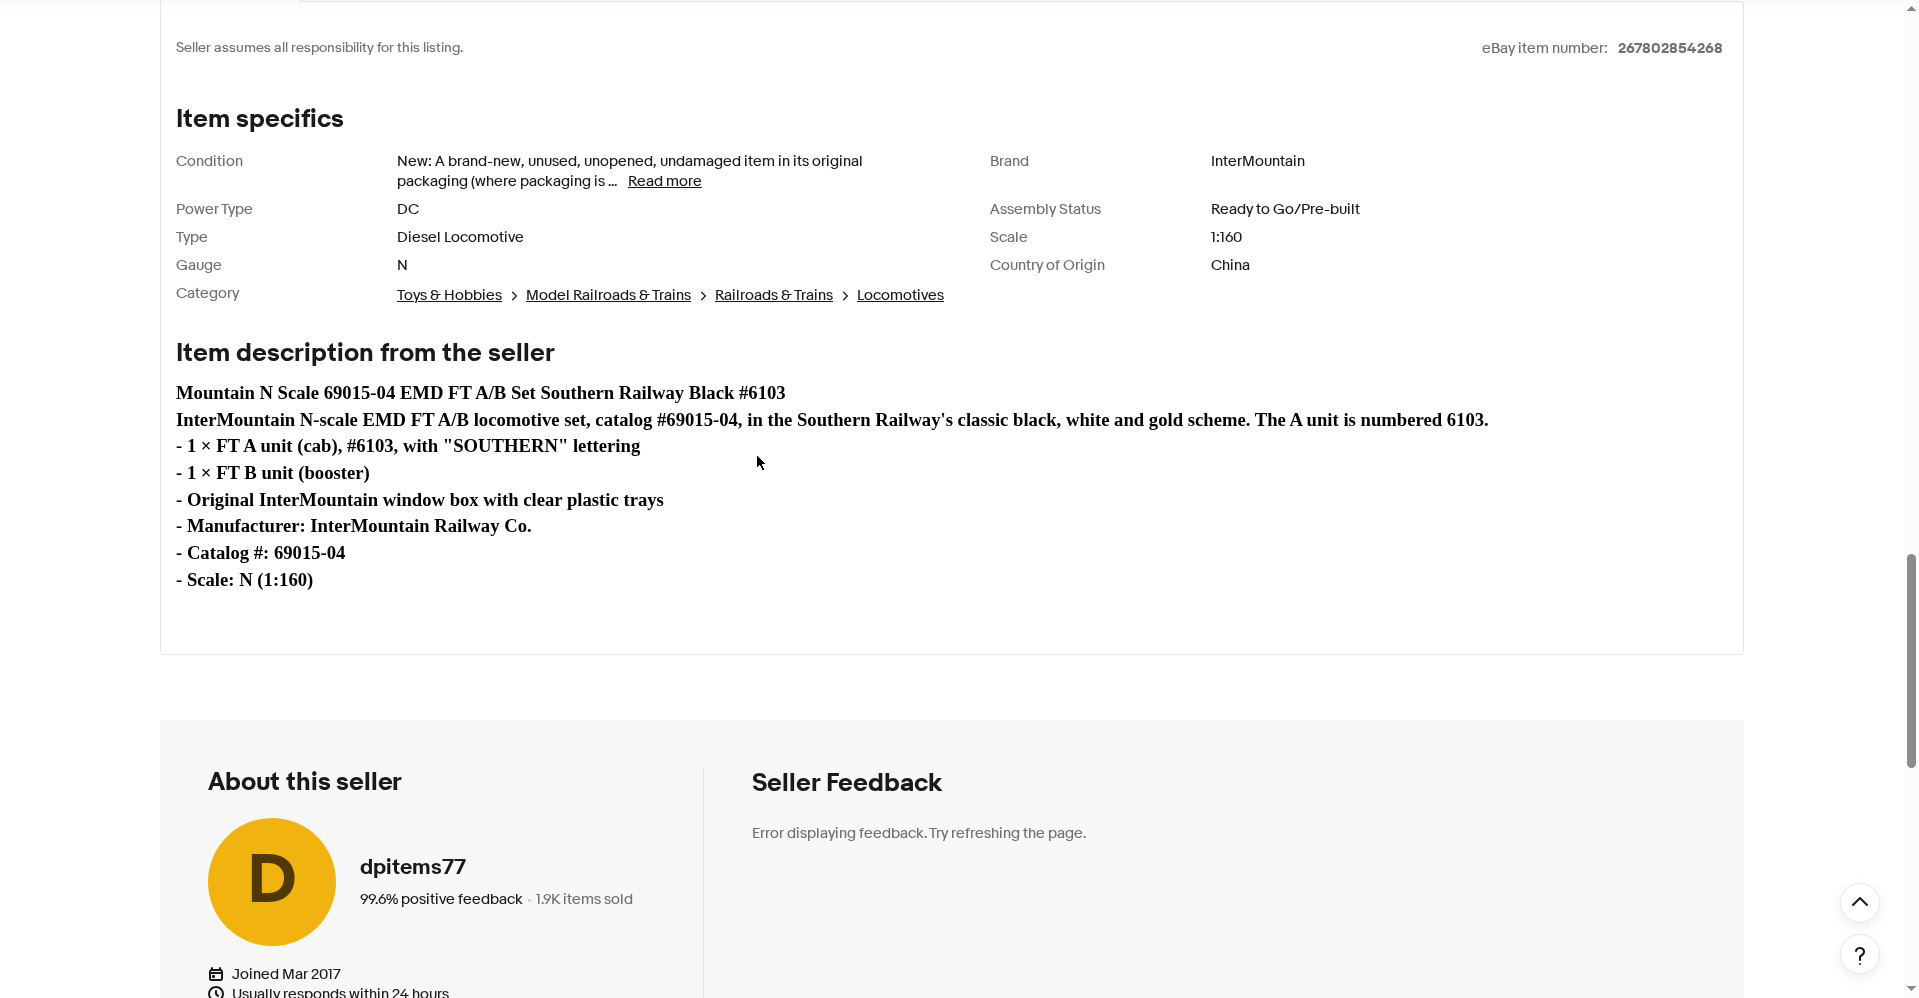 Seller assumes all responsibility for this listing.
eBay item number: 267802854268
Item specifics
Condition
New: A brand-new, unused, unopened, undamaged item in its original
packaging (where packaging is ... Read more
Brand
InterMountain
Power Type
DC
Assembly Status
Ready to Go/Pre-built
Type
Diesel Locomotive
Scale
1:160
Gauge
N
Country of Origin
China
Category
Toys & Hobbies > Model Railroads & Trains > Railroads & Trains > Locomotives
Item description from the seller
Mountain N Scale 69015-04 EMD FT A/B Set Southern Railway Black #6103
InterMountain N-scale EMD FT A/B locomotive set, catalog #69015-04, in the Southern Railway's classic black, white and gold scheme. The A unit is numbered 6103.
- 1 × FT A unit (cab), #6103, with "SOUTHERN" lettering
- 1 × FT B unit (booster)
- Original InterMountain window box with clear plastic trays
- Manufacturer: InterMountain Railway Co.
- Catalog #: 69015-04
- Scale: N (1:160)
About this seller
D
dpitems77
99.6% positive feedback · 1.9K items sold
Joined Mar 2017
Usually responds within 24 hours
Seller Feedback
Error displaying feedback. Try refreshing the page.
?